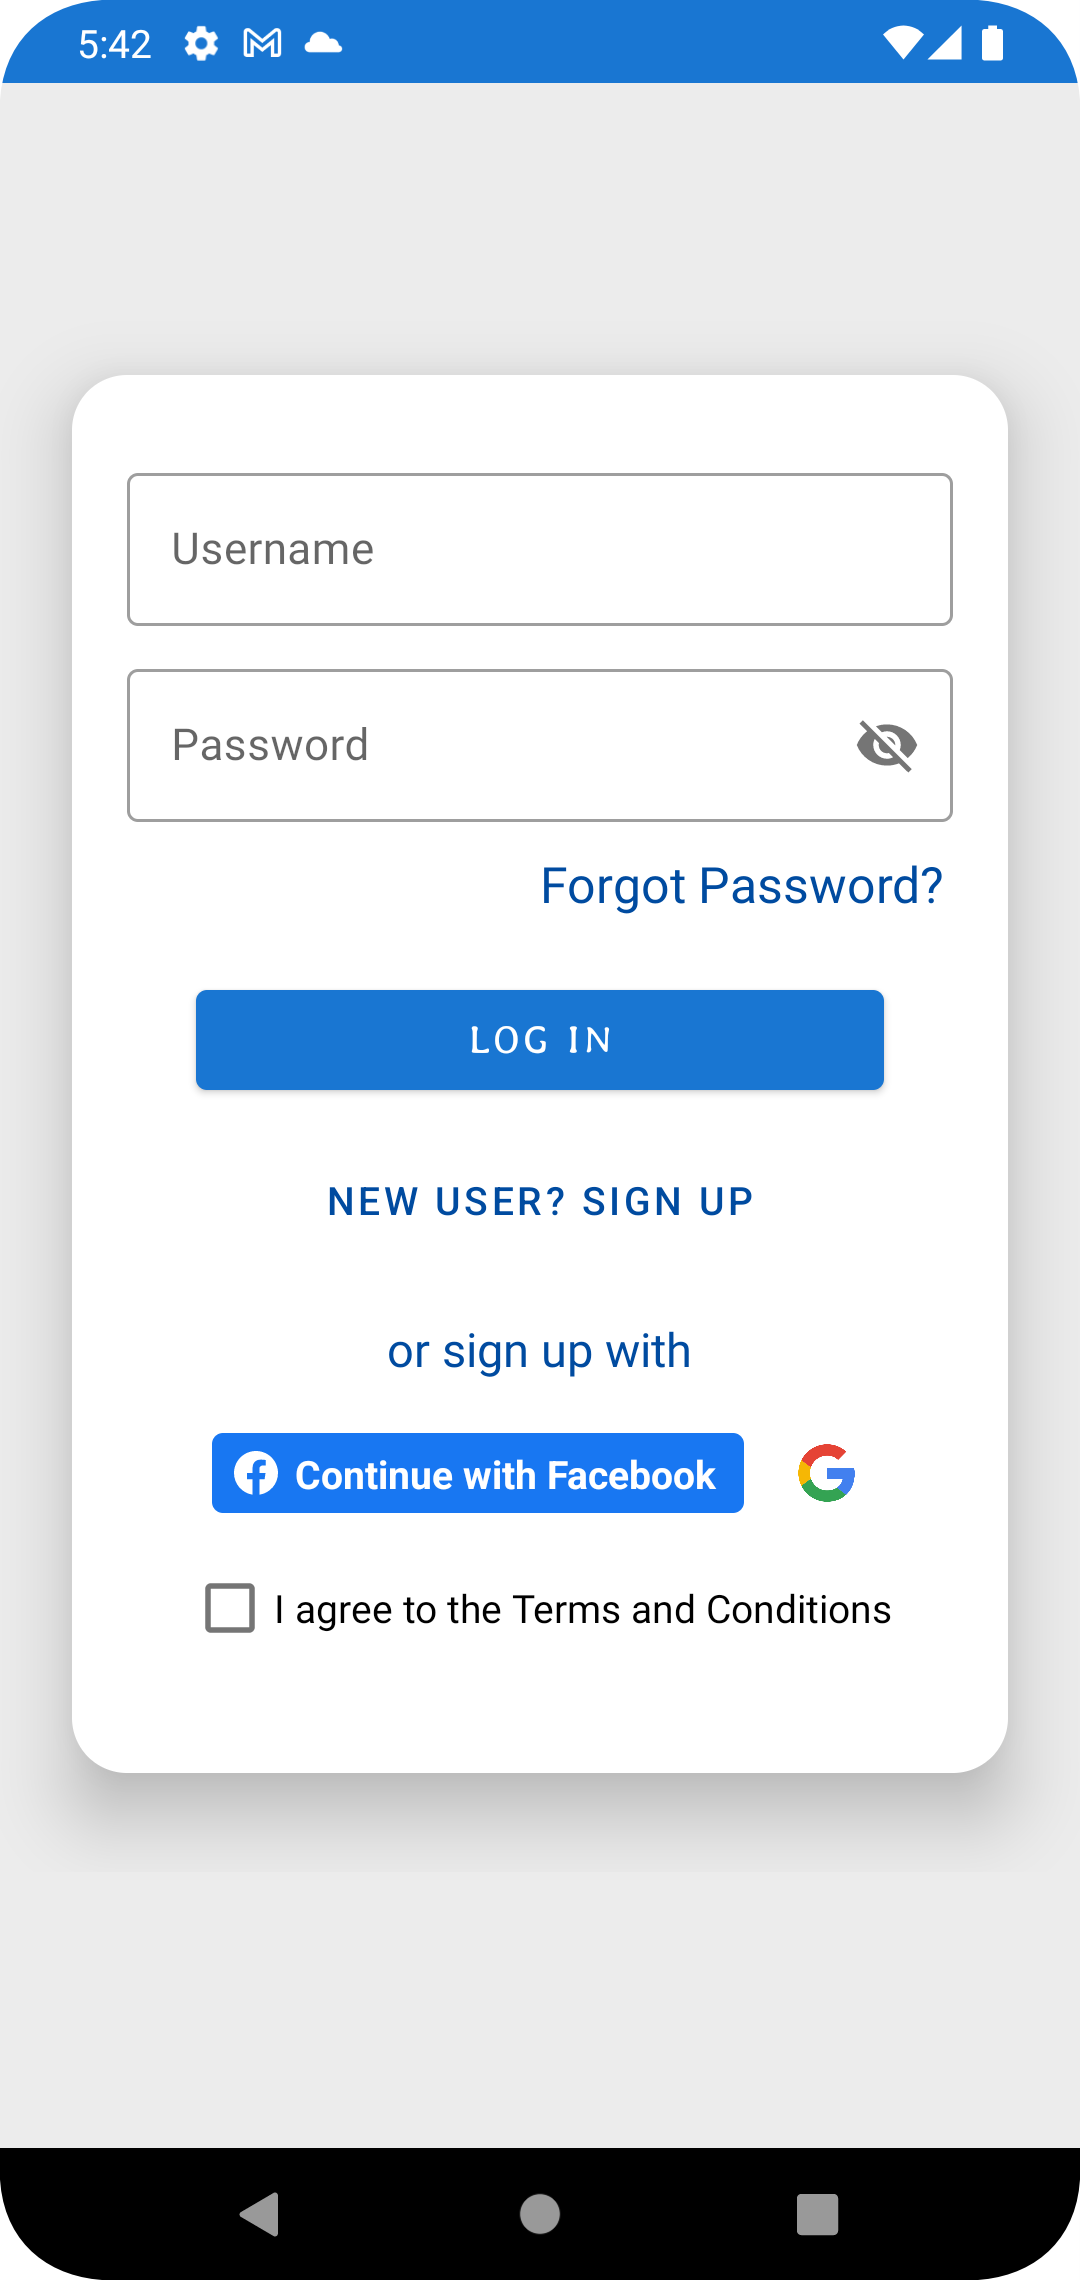 5:42
Username
Password
Forgot Password?
LOG IN
NEW USER? SIGN UP
or sign up with
Continue with Facebook
I agree to the Terms and Conditions